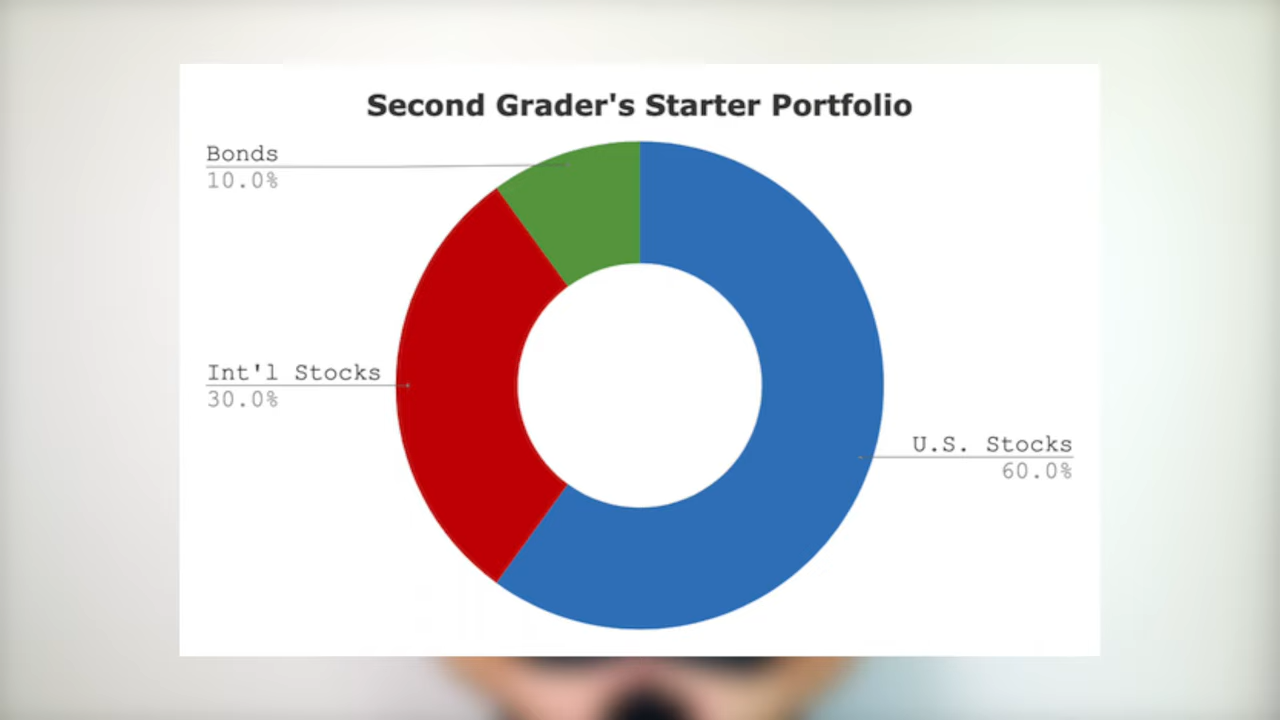 Second Grader's Starter Portfolio
Bonds
10.0%
Int'l Stocks
30.0%
U.S. Stocks
60.0%